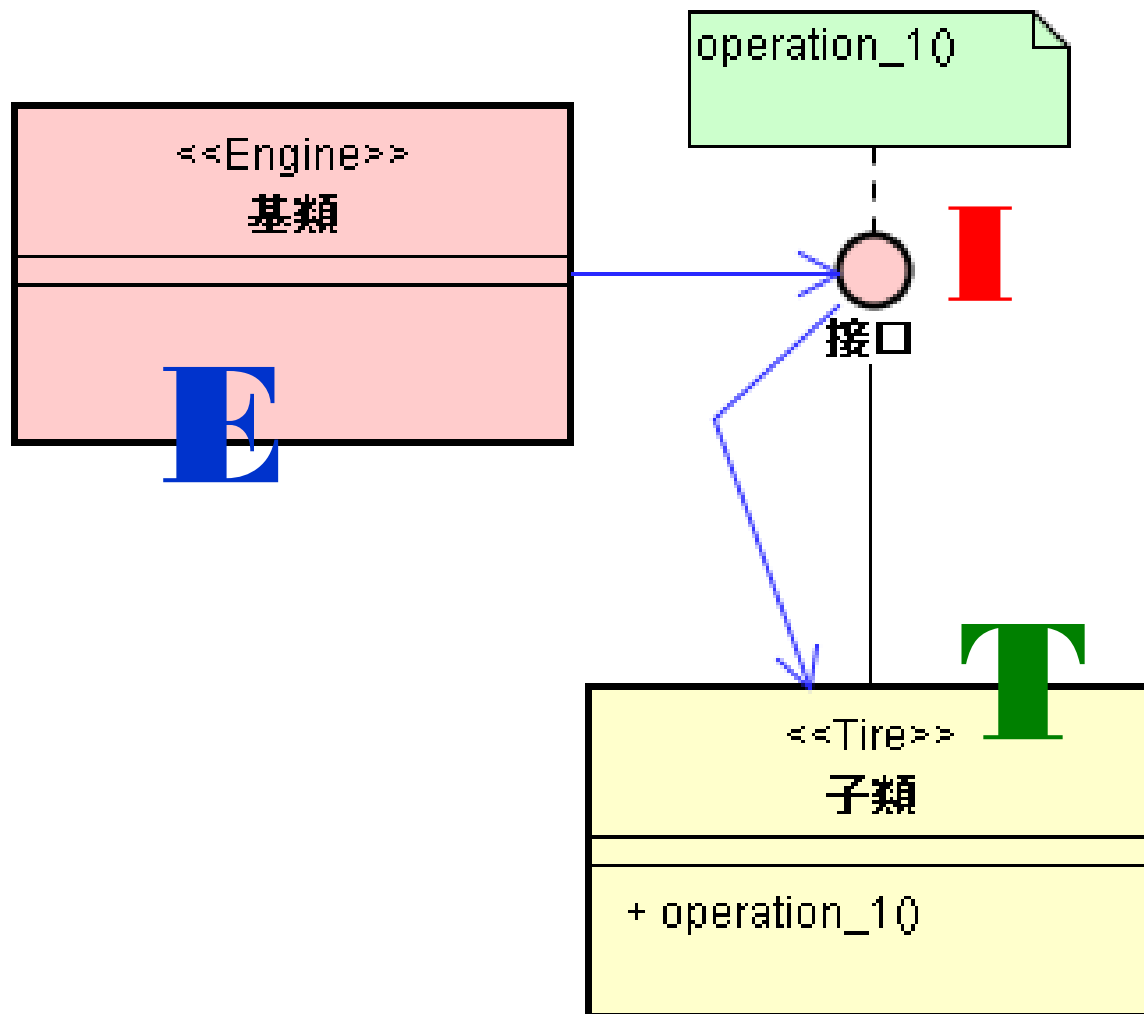 operation_1()
<<Engine>>
基類
I
接口
E
T
<<Tire>>
子類
+ operation_1()